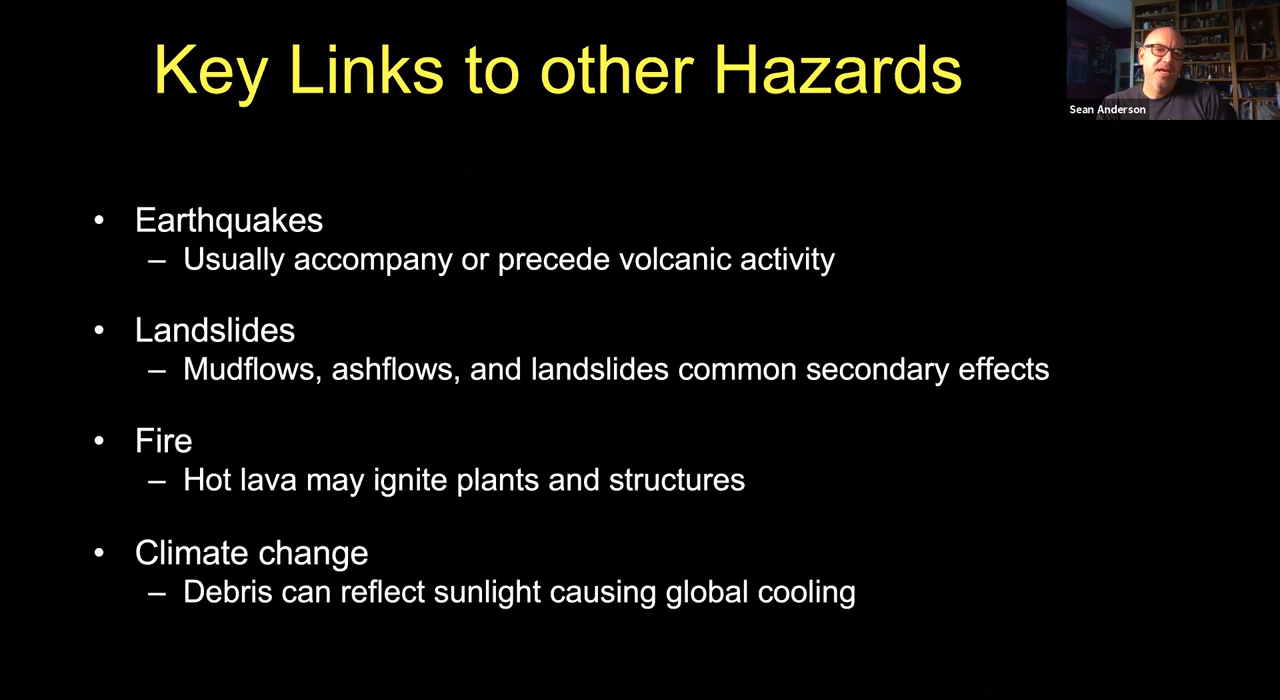 Key Links to other Hazards
Sean Anderson
• Earthquakes
– Usually accompany or precede volcanic activity
• Landslides
– Mudflows, ashflows, and landslides common secondary effects
• Fire
– Hot lava may ignite plants and structures
• Climate change
– Debris can reflect sunlight causing global cooling